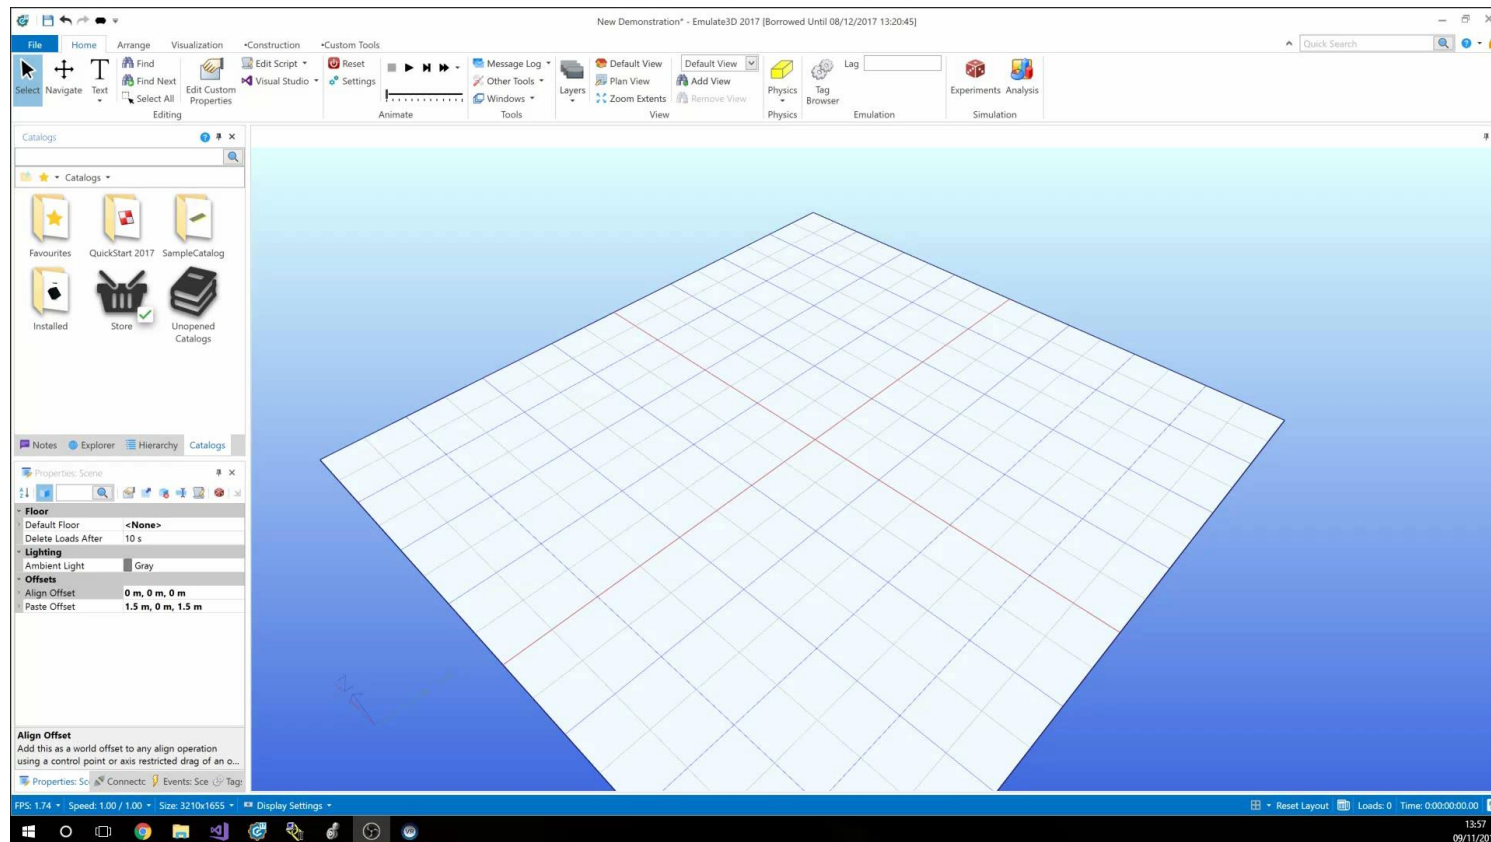 New Demonstration* - Emulate3D 2017 [Borrowed Until 08/12/2017 13:20:45]
File Home Arrange Visualization •Construction •Custom Tools Quick Search
Select Navigate Text
Find
Find Next
Select All
Edit Custom
Properties
Editing
Edit Script
Visual Studio
Reset
Settings
Animate
Message Log
Other Tools
Windows
Tools
Layers
Default View
Plan View
Zoom Extents
Default View
Add View
Remove View
View
Physics
Physics
Tag
Browser
Lag
Emulation
Experiments Analysis
Simulation
Catalogs
Catalogs
Favourites QuickStart 2017 SampleCatalog
Installed Store Unopened
Catalogs
Notes Explorer Hierarchy Catalogs
Properties: Scene
Floor
Default Floor <None>
Delete Loads After 10 s
Lighting
Ambient Light Gray
Offsets
Align Offset 0 m, 0 m, 0 m
Paste Offset 1.5 m, 0 m, 1.5 m
Align Offset
Add this as a world offset to any align operation
using a control point or axis restricted drag of an o...
Properties: Sc Connectc Events: Sce Tag
FPS: 1.74 Speed: 1.00 / 1.00 Size: 3210x1655 Display Settings Reset Layout Loads: 0 Time: 0:00:00:00.00
VR
13:57
09/11/20